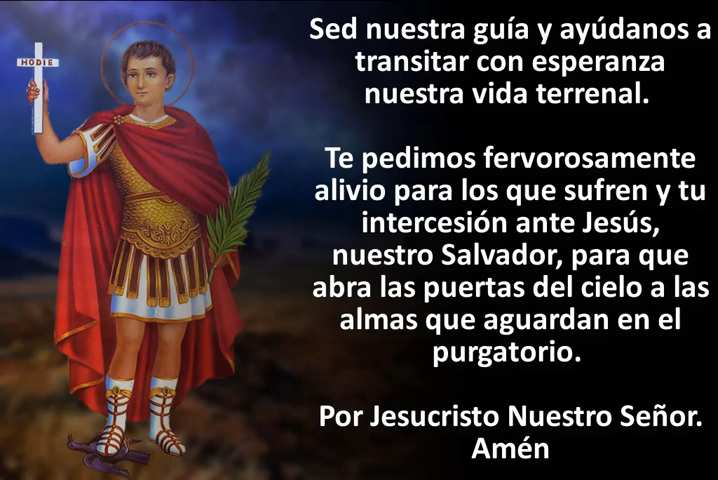 HODIE
Sed nuestra guía y ayúdanos a
transitar con esperanza
nuestra vida terrenal.
Te pedimos fervorosamente
alivio para los que sufren y tu
intercesión ante Jesús,
nuestro Salvador, para que
abra las puertas del cielo a las
almas que aguardan en el
purgatorio.
Por Jesucristo Nuestro Señor.
Amén